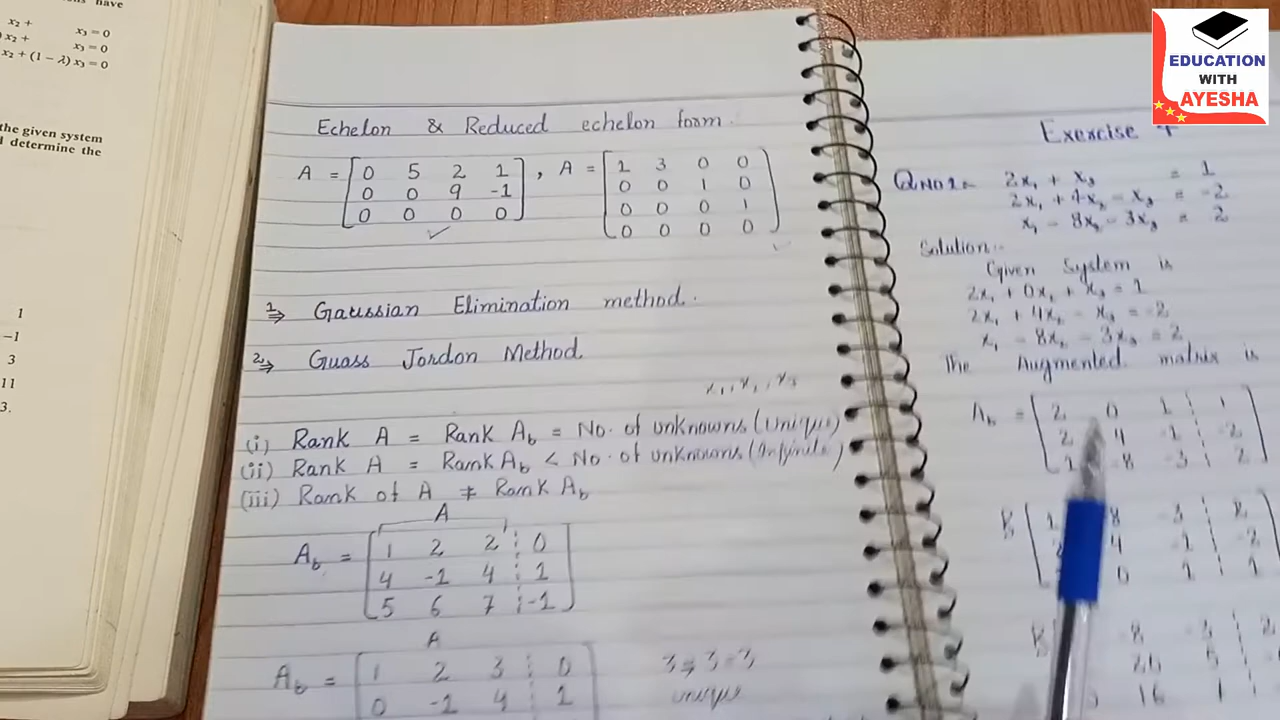 ons have
x₂ +
x₃ = 0
)x₂ +
x₃ = 0
x₂ + (1 − λ) x₃ = 0
the given system
determine the
1
−1
3
11
3.
Echelon & Reduced echelon form.
A = [0 5 2 1
0 0 9 -1
0 0 0 0] , A = [1 3 0 0
0 0 1 0
0 0 0 1
0 0 0 0]
1⇒ Gaussian Elimination method.
2⇒ Guass Jordon Method.
x₁, x₂, x₃
(i) Rank A = Rank A_b = No. of unknowns (Unique)
(ii) Rank A = Rank A_b < No. of unknowns (Infinite)
(iii) Rank of A ≠ Rank A_b
A
A_b = [1 2 2 ¦ 0
4 -1 4 ¦ 1
5 6 7 ¦ -1]
A
A_b = [1 2 3 ¦ 0
0 -1 4 ¦ 1
3 = 3 = 3
unique
Exercise 4
Q No 1:- 2x₁ + x₃ = 1
2x₁ + 4x₂ - x₃ = -2
x₁ - 8x₂ - 3x₃ = 2
Solution:-
Given System is
2x₁ + 0x₂ + x₃ = 1
2x₁ + 4x₂ - x₃ = -2
x₁ - 8x₂ - 3x₃ = 2
The Augmented matrix is
A_b = [2 0 1 ¦ 1
2 4 -1 ¦ -2
1 -8 -3 ¦ 2]
EDUCATION
WITH
AYESHA